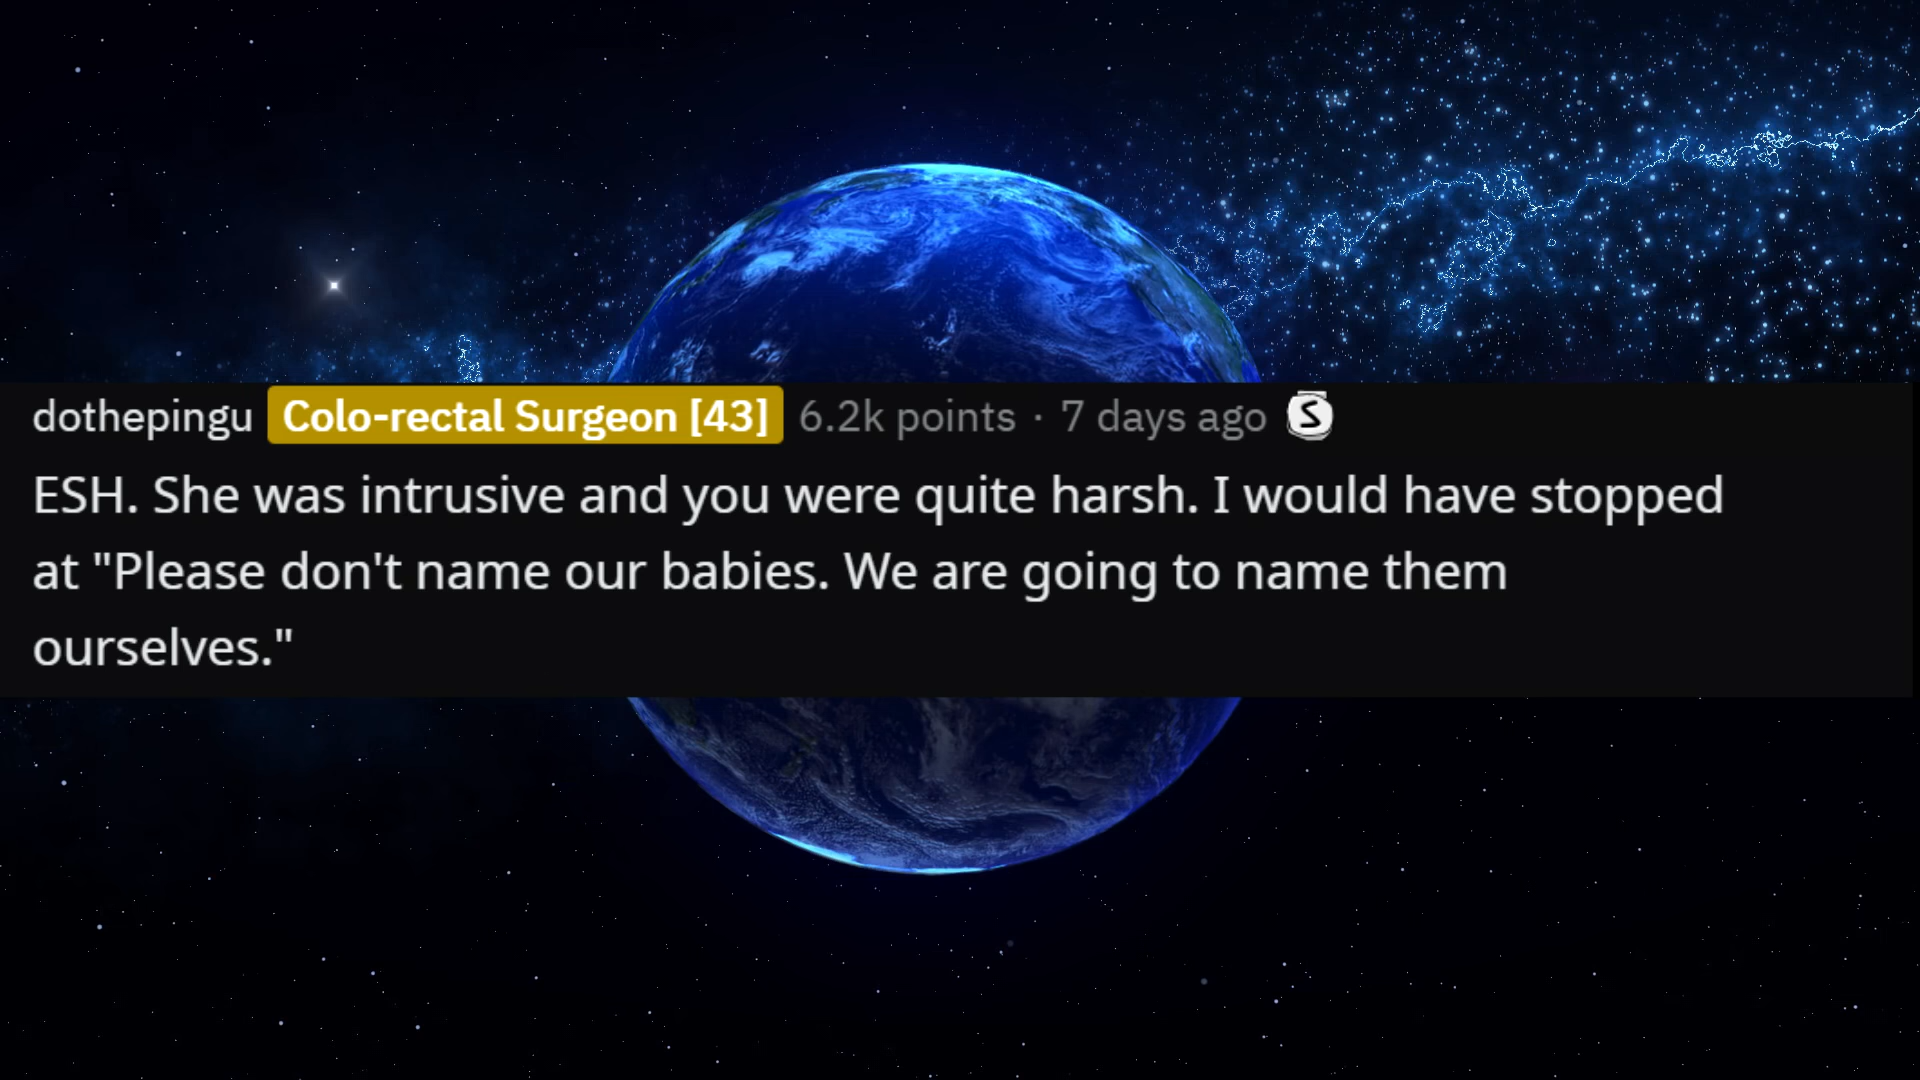 dothepingu Colo-rectal Surgeon [43] 6.2k points · 7 days ago S
ESH. She was intrusive and you were quite harsh. I would have stopped
at "Please don't name our babies. We are going to name them
ourselves."